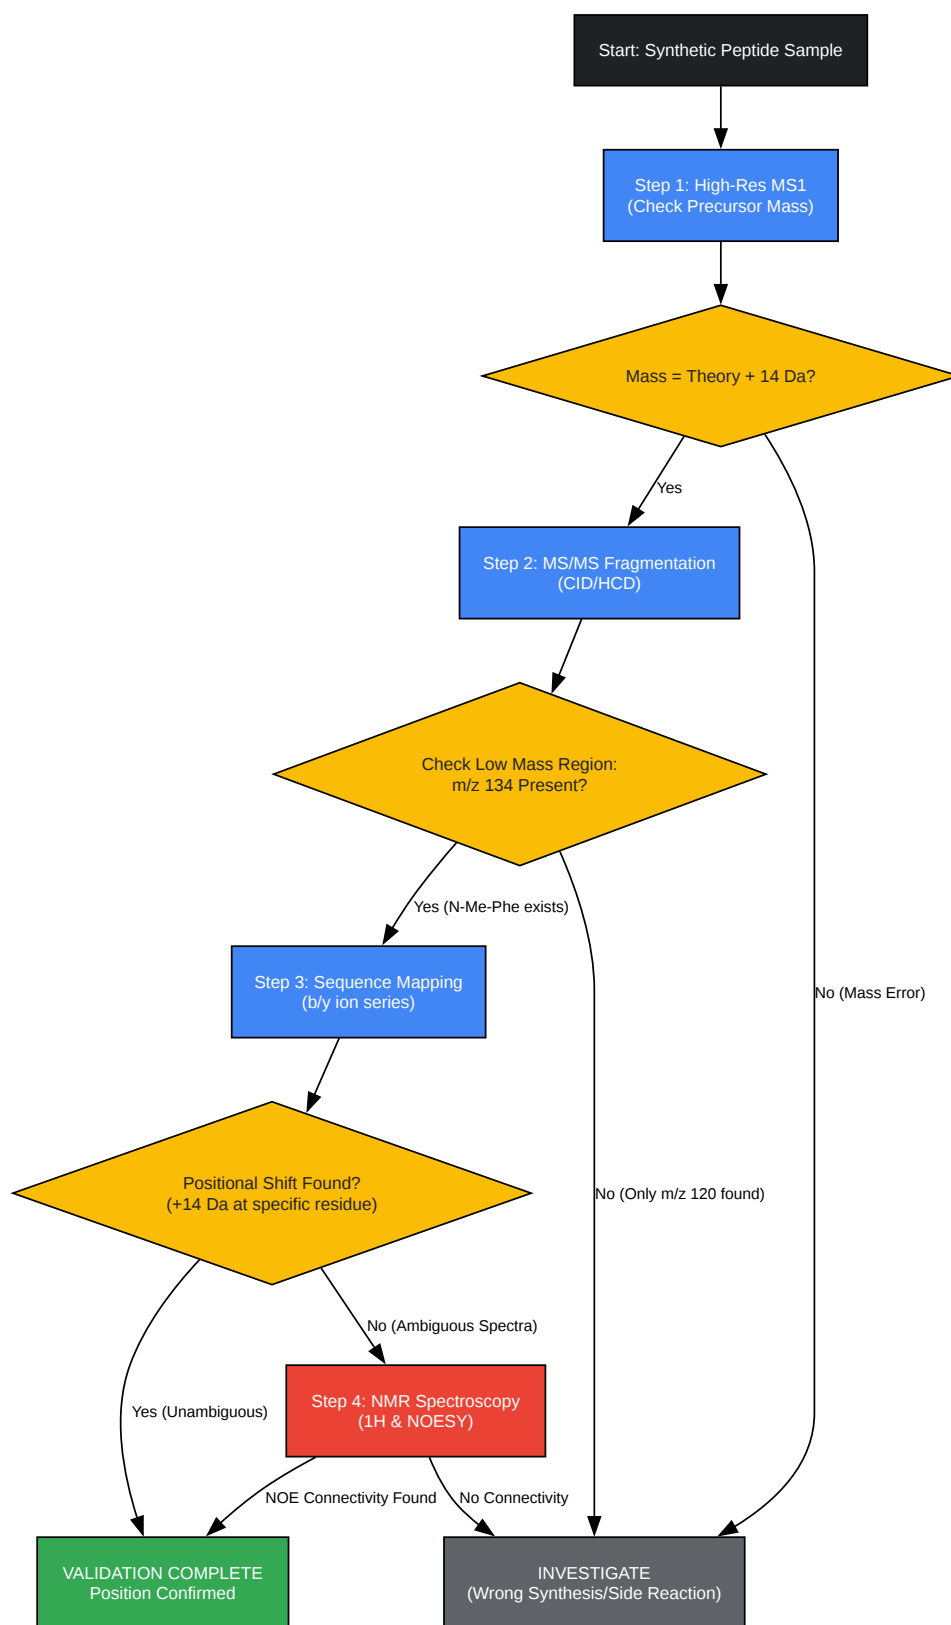 Start: Synthetic Peptide Sample
Step 1: High-Res MS1
(Check Precursor Mass)
Mass = Theory + 14 Da?
Yes
Step 2: MS/MS Fragmentation
(CID/HCD)
Check Low Mass Region:
m/z 134 Present?
Yes (N-Me-Phe exists)
Step 3: Sequence Mapping
(b/y ion series)
No (Mass Error)
Positional Shift Found?
(+14 Da at specific residue)
No (Only m/z 120 found)
No (Ambiguous Spectra)
Step 4: NMR Spectroscopy
(1H & NOESY)
Yes (Unambiguous)
NOE Connectivity Found
No Connectivity
VALIDATION COMPLETE
Position Confirmed
INVESTIGATE
(Wrong Synthesis/Side Reaction)